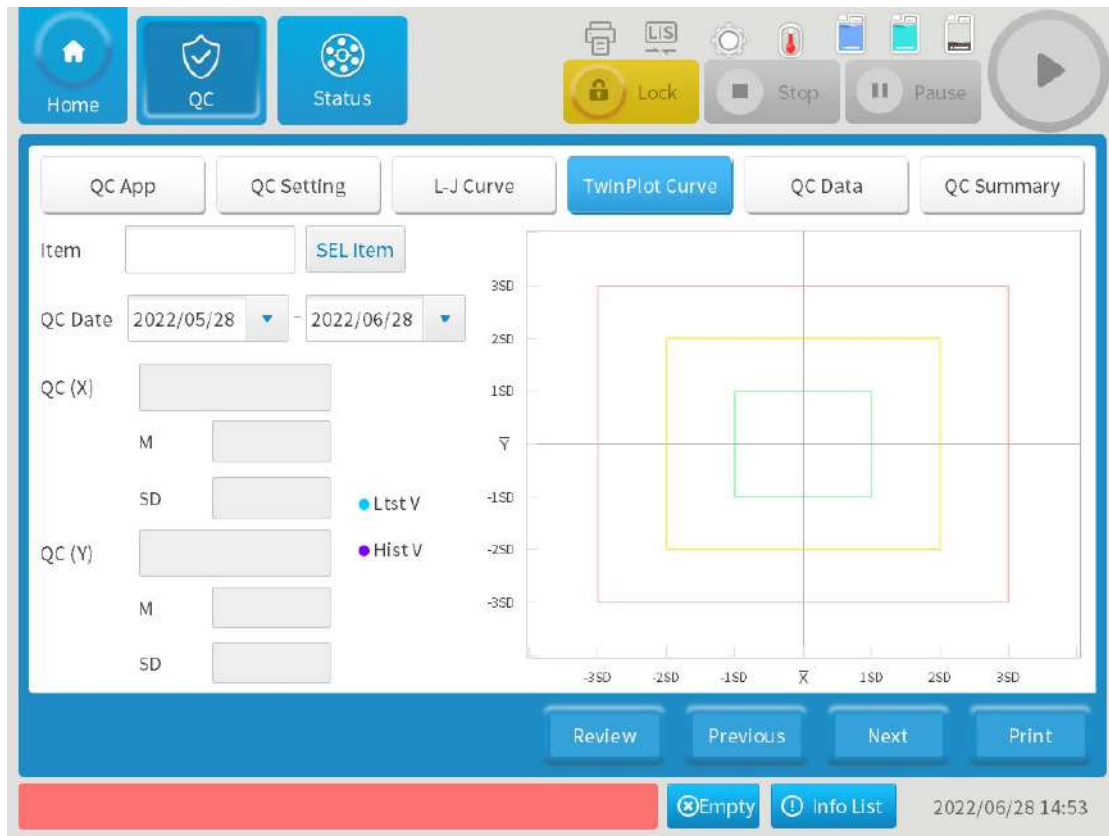 LIS
Home
QC
Status
Lock
Stop
Pause
QC App
QC Setting
L-J Curve
TwinPlot Curve
QC Data
QC Summary
Item
SEL Item
QC Date
2022/05/28
-
2022/06/28
QC (X)
M
SD
Ltst V
QC (Y)
Hist V
M
SD
3SD
2SD
1SD
Y̅
-1SD
-2SD
-3SD
-3SD
-2SD
-1SD
X̅
1SD
2SD
3SD
Review
Previous
Next
Print
Empty
Info List
2022/06/28 14:53